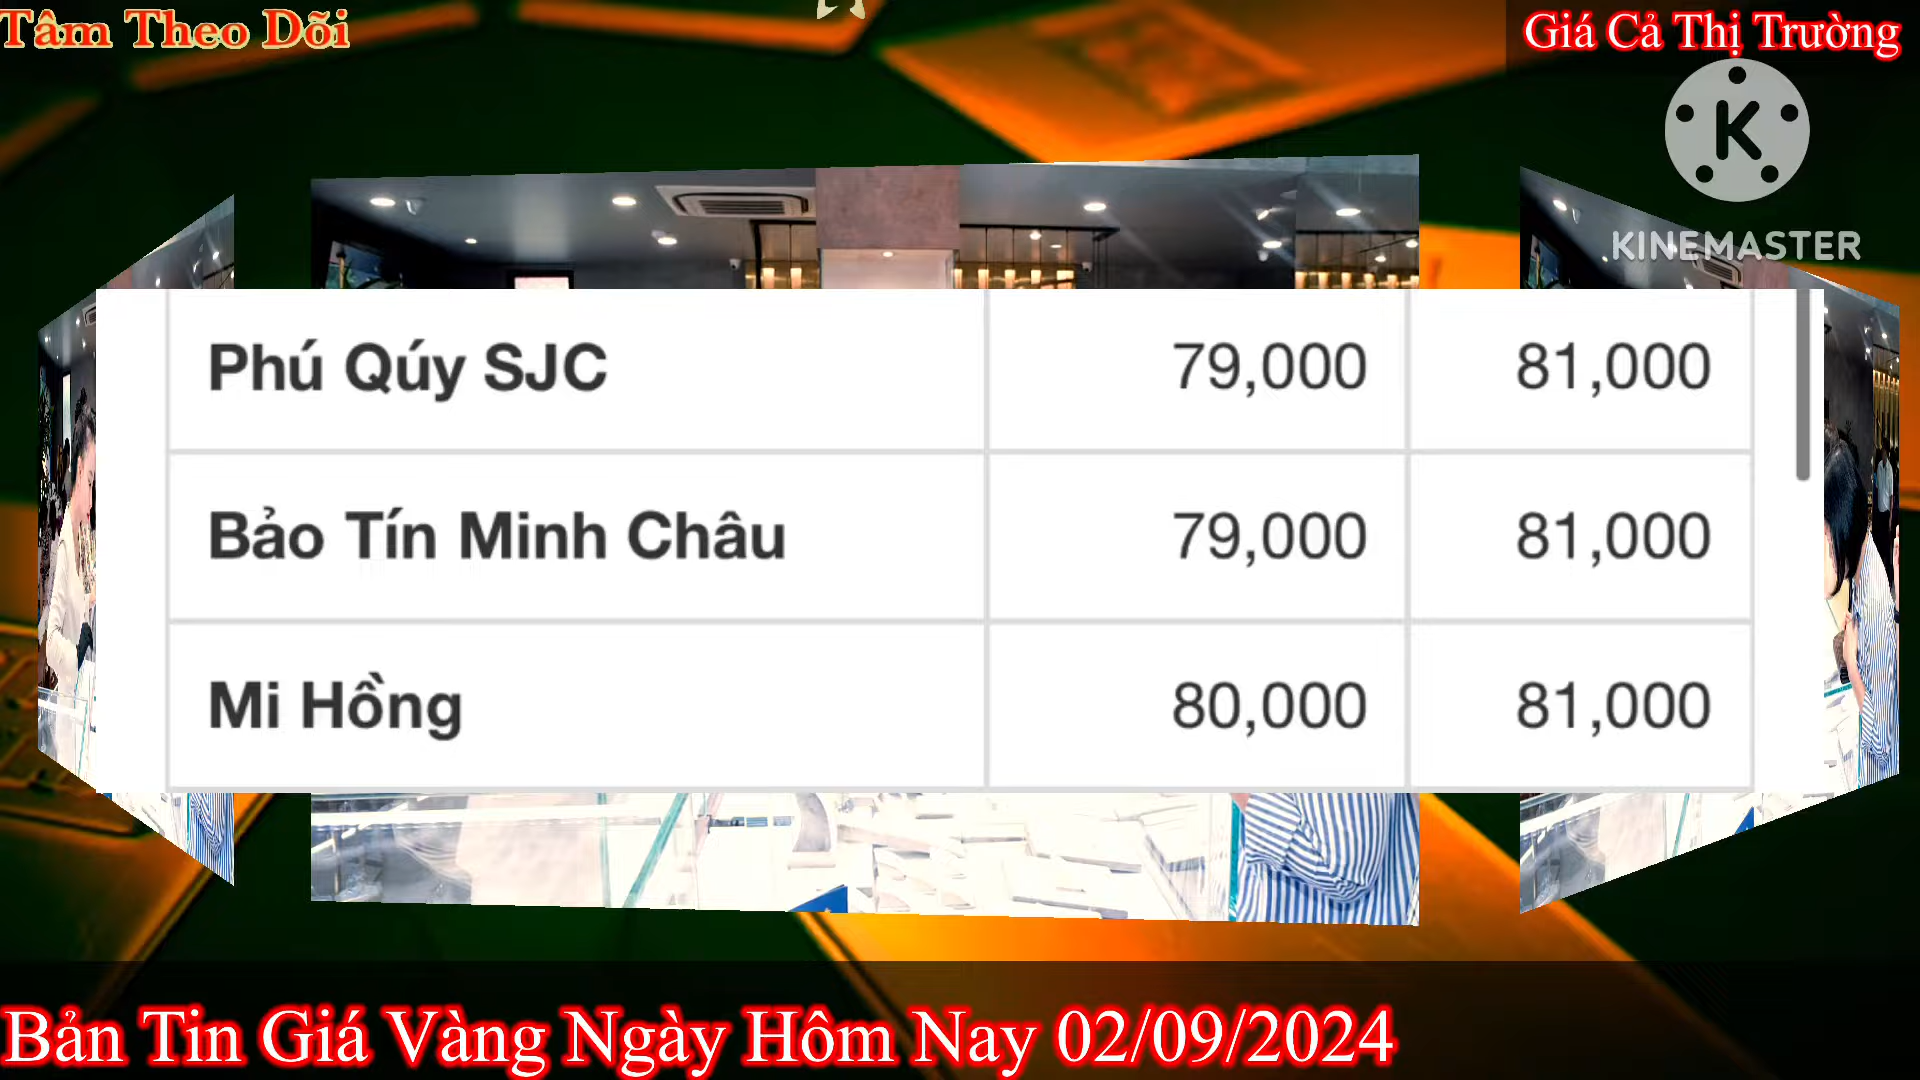 Tâm Theo Dõi
Giá Cả Thị Trường
K
KINEMASTER
Phú Qúy SJC 79,000 81,000
Bảo Tín Minh Châu 79,000 81,000
Mi Hồng 80,000 81,000
Bản Tin Giá Vàng Ngày Hôm Nay 02/09/2024